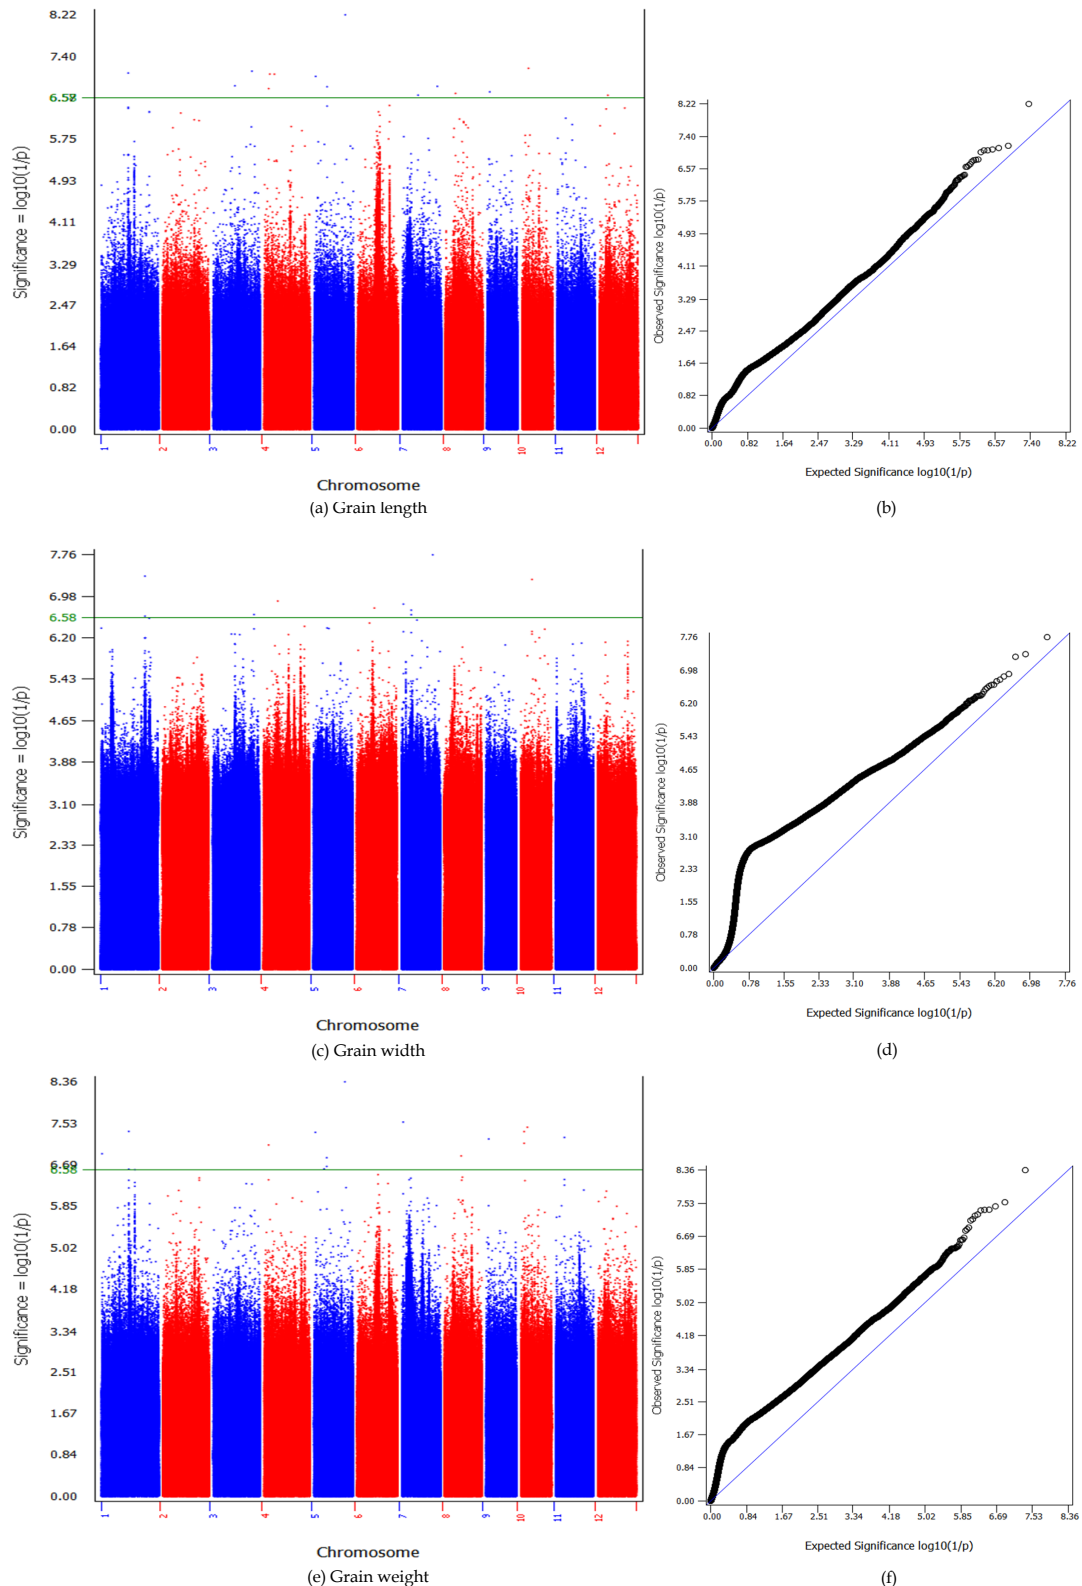 8.22
7.40
6.57
5.75
4.93
4.11
3.29
2.47
1.64
0.82
0.00
Significance = log10(1/p)
1 2 3 4 5 6 7 8 9 10 11 12
Chromosome
(a) Grain length
8.22
7.40
6.57
5.75
4.93
4.11
3.29
2.47
1.64
0.82
0.00
Observed Significance log10(1/p)
0.00 0.82 1.64 2.47 3.29 4.11 4.93 5.75 6.57 7.40 8.22
Expected Significance log10(1/p)
(b)
7.76
6.98
6.58
6.20
5.43
4.65
3.88
3.10
2.33
1.55
0.78
0.00
Significance = log10(1/p)
1 2 3 4 5 6 7 8 9 10 11 12
Chromosome
(c) Grain width
7.76
6.98
6.20
5.43
4.65
3.88
3.10
2.33
1.55
0.78
0.00
Observed Significance log10(1/p)
0.00 0.78 1.55 2.33 3.10 3.88 4.65 5.43 6.20 6.98 7.76
Expected Significance log10(1/p)
(d)
8.36
7.53
6.69
6.58
5.85
5.02
4.18
3.34
2.51
1.67
0.84
0.00
Significance = log10(1/p)
1 2 3 4 5 6 7 8 9 10 11 12
Chromosome
(e) Grain weight
8.36
7.53
6.69
5.85
5.02
4.18
3.34
2.51
1.67
0.84
0.00
Observed Significance log10(1/p)
0.00 0.84 1.67 2.51 3.34 4.18 5.02 5.85 6.69 7.53 8.36
Expected Significance log10(1/p)
(f)